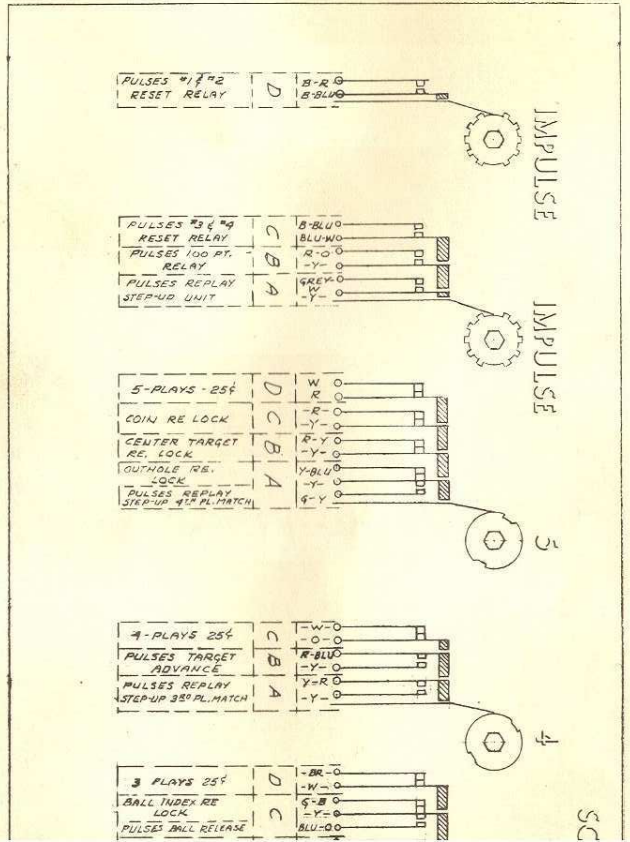 PULSES #1 & #2
RESET RELAY
D
B-R
B-BLU
IMPULSE
PULSES #3 & #4
RESET RELAY
C
B-BLU
BLU-W
PULSES 100 PT.
RELAY
B
R-O
-Y-
PULSES REPLAY
STEP-UP UNIT
A
GREY-
W
-Y-
IMPULSE
5-PLAYS - 25¢
D
W
R
COIN RE LOCK
C
-R-
-Y-
CENTER TARGET
RE. LOCK
B
R-Y
-Y-
OUTHOLE RE.
LOCK
A
Y-BLU
-Y-
PULSES REPLAY
STEP-UP 4TH PL. MATCH
G-Y
5
4-PLAYS 25¢
C
-W-
-O-
PULSES TARGET
ADVANCE
B
R-BLU
-Y-
PULSES REPLAY
STEP-UP 3RD PL. MATCH
A
Y-R
-Y-
4
3 PLAYS 25¢
D
-BR-
-W-
BALL INDEX RE
LOCK
C
G-B
-Y-
PULSES BALL RELEASE
BLU-O
SC